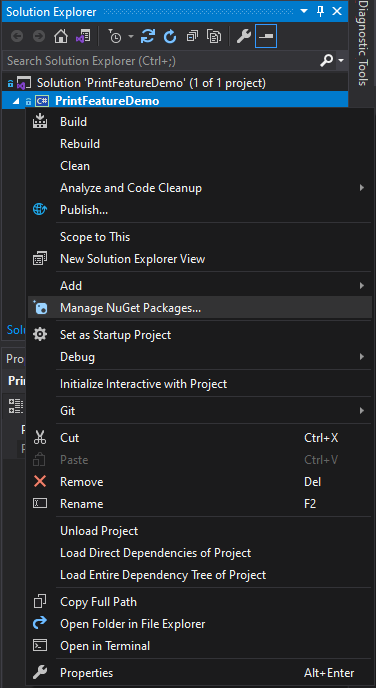 Solution Explorer
Search Solution Explorer (Ctrl+;)
Solution 'PrintFeatureDemo' (1 of 1 project)
C# PrintFeatureDemo
Diagnostic Tools
Build
Rebuild
Clean
Analyze and Code Cleanup
Publish...
Scope to This
New Solution Explorer View
Add
Manage NuGet Packages...
Set as Startup Project
Debug
Initialize Interactive with Project
Git
Cut Ctrl+X
Paste Ctrl+V
Remove Del
Rename F2
Unload Project
Load Direct Dependencies of Project
Load Entire Dependency Tree of Project
Copy Full Path
Open Folder in File Explorer
Open in Terminal
Properties Alt+Enter